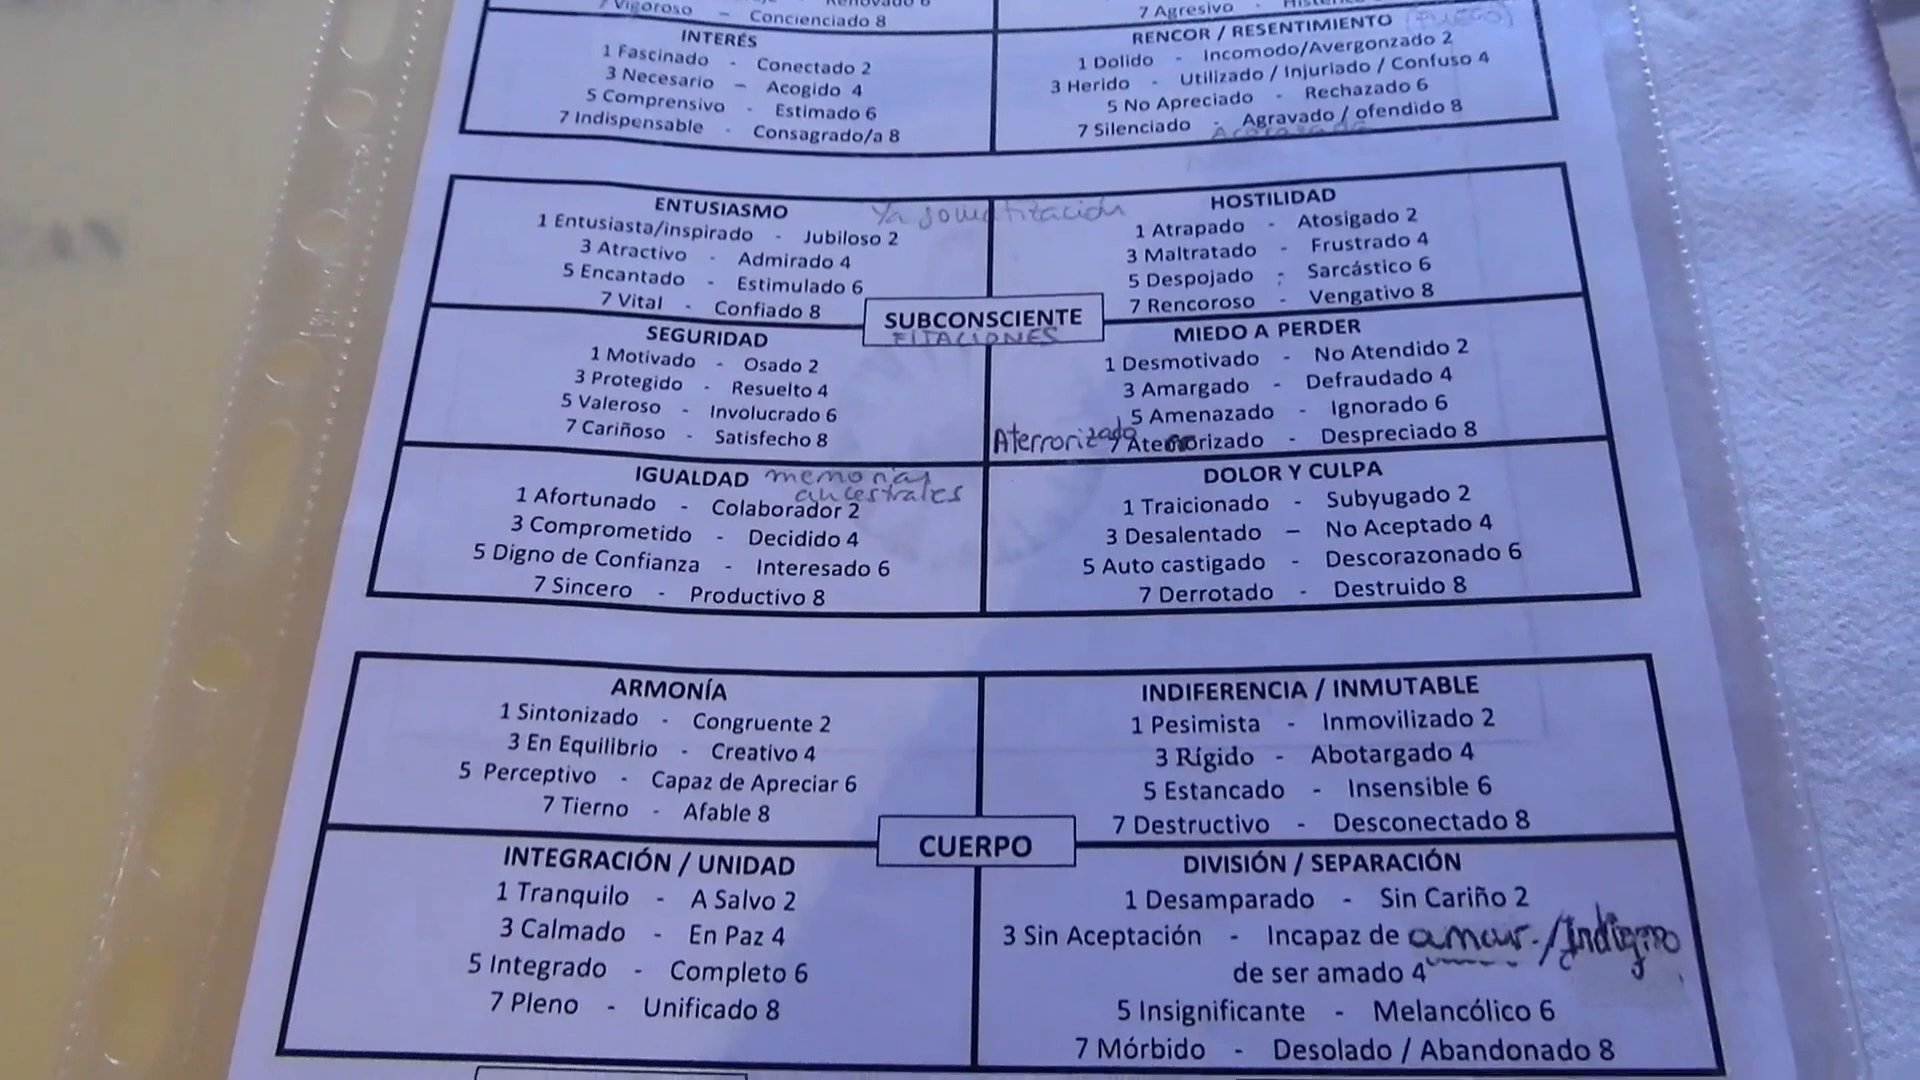 7 Vigoroso – Concienciado 8
7 Agresivo -
INTERÉS
1 Fascinado - Conectado 2
3 Necesario – Acogido 4
5 Comprensivo - Estimado 6
7 Indispensable - Consagrado/a 8
RENCOR / RESENTIMIENTO (FUEGO)
1 Dolido - Incomodo/Avergonzado 2
3 Herido - Utilizado / Injuriado / Confuso 4
5 No Apreciado - Rechazado 6
7 Silenciado - Agravado / ofendido 8
ENTUSIASMO
1 Entusiasta/inspirado - Jubiloso 2
3 Atractivo - Admirado 4
5 Encantado - Estimulado 6
7 Vital - Confiado 8
Ya somatización
HOSTILIDAD
1 Atrapado - Atosigado 2
3 Maltratado - Frustrado 4
5 Despojado - Sarcástico 6
7 Rencoroso - Vengativo 8
SUBCONSCIENTE
FIJACIONES
SEGURIDAD
1 Motivado - Osado 2
3 Protegido - Resuelto 4
5 Valeroso - Involucrado 6
7 Cariñoso - Satisfecho 8
MIEDO A PERDER
1 Desmotivado - No Atendido 2
3 Amargado - Defraudado 4
5 Amenazado - Ignorado 6
Aterrorizado 7 - Despreciado 8
IGUALDAD memorias
ancestrales
1 Afortunado - Colaborador 2
3 Comprometido - Decidido 4
5 Digno de Confianza - Interesado 6
7 Sincero - Productivo 8
DOLOR Y CULPA
1 Traicionado - Subyugado 2
3 Desalentado – No Aceptado 4
5 Auto castigado - Descorazonado 6
7 Derrotado - Destruido 8
ARMONÍA
1 Sintonizado - Congruente 2
3 En Equilibrio - Creativo 4
5 Perceptivo - Capaz de Apreciar 6
7 Tierno - Afable 8
INDIFERENCIA / INMUTABLE
1 Pesimista - Inmovilizado 2
3 Rígido - Abotargado 4
5 Estancado - Insensible 6
7 Destructivo - Desconectado 8
CUERPO
INTEGRACIÓN / UNIDAD
1 Tranquilo - A Salvo 2
3 Calmado - En Paz 4
5 Integrado - Completo 6
7 Pleno - Unificado 8
DIVISIÓN / SEPARACIÓN
1 Desamparado - Sin Cariño 2
3 Sin Aceptación - Incapaz de amar./Indigno
de ser amado 4
5 Insignificante - Melancólico 6
7 Mórbido - Desolado / Abandonado 8